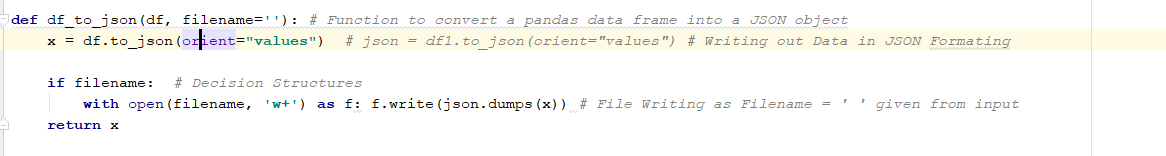 def df_to_json(df, filename=''): # Function to convert a pandas data frame into a JSON object
x = df.to_json(orient="values")  # json = df1.to_json(orient="values") # Writing out Data in JSON Formating
if filename:  # Decision Structures
with open(filename, 'w+') as f: f.write(json.dumps(x))  # File Writing as Filename = ' ' given from input
return x